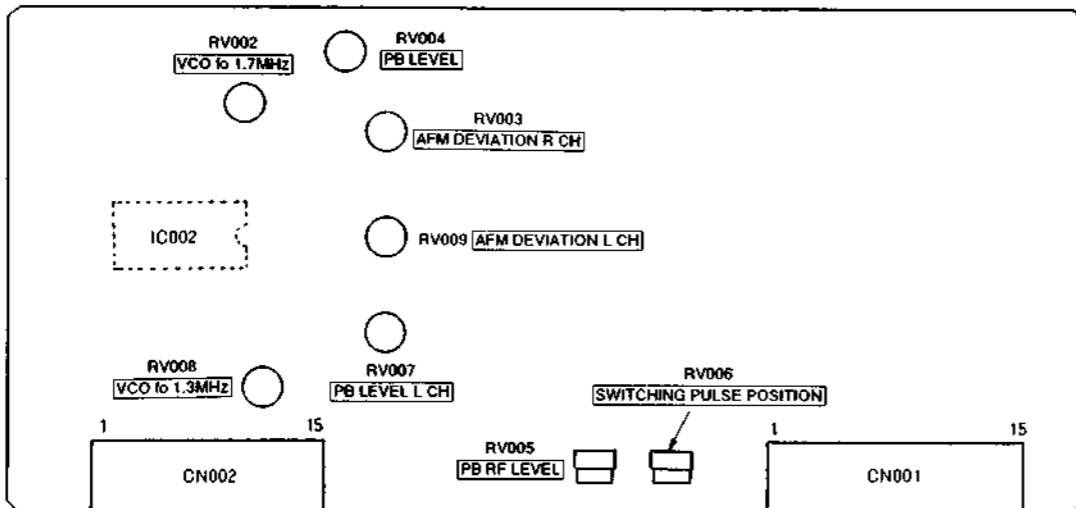 RV002
VCO fo 1.7MHz
RV004
PB LEVEL
RV003
AFM DEVIATION R CH
IC002
RV009 AFM DEVIATION L CH
RV008
VCO fo 1.3MHz
RV007
PB LEVEL L CH
RV006
SWITCHING PULSE POSITION
1 15
CN002
RV005
PB RF LEVEL
1 15
CN001